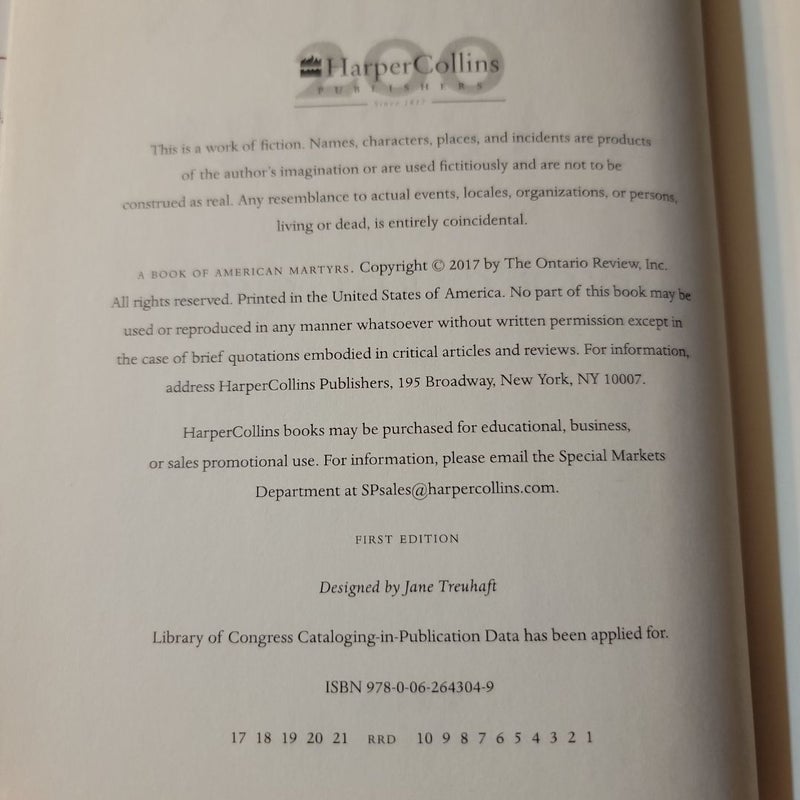 200
HarperCollins
PUBLISHERS
Since 1817
This is a work of fiction. Names, characters, places, and incidents are products
of the author's imagination or are used fictitiously and are not to be
construed as real. Any resemblance to actual events, locales, organizations, or persons,
living or dead, is entirely coincidental.
A BOOK OF AMERICAN MARTYRS. Copyright © 2017 by The Ontario Review, Inc.
All rights reserved. Printed in the United States of America. No part of this book may be
used or reproduced in any manner whatsoever without written permission except in
the case of brief quotations embodied in critical articles and reviews. For information,
address HarperCollins Publishers, 195 Broadway, New York, NY 10007.
HarperCollins books may be purchased for educational, business,
or sales promotional use. For information, please email the Special Markets
Department at SPsales@harpercollins.com.
FIRST EDITION
Designed by Jane Treuhaft
Library of Congress Cataloging-in-Publication Data has been applied for.
ISBN 978-0-06-264304-9
17 18 19 20 21 RRD 10 9 8 7 6 5 4 3 2 1